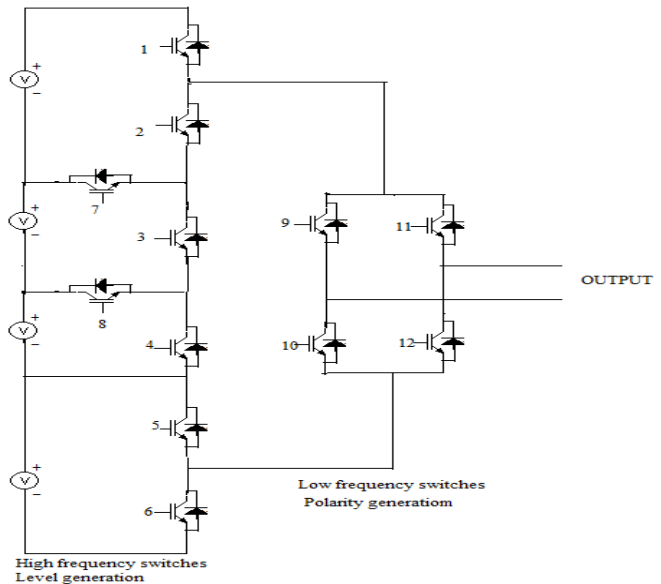 1
+
V
−
2
7
+
V
−
3
9
11
OUTPUT
8
+
V
−
4
10
12
5
+
V
−
6
Low frequency switches
Polarity generatiom
High frequency switches
Level generation